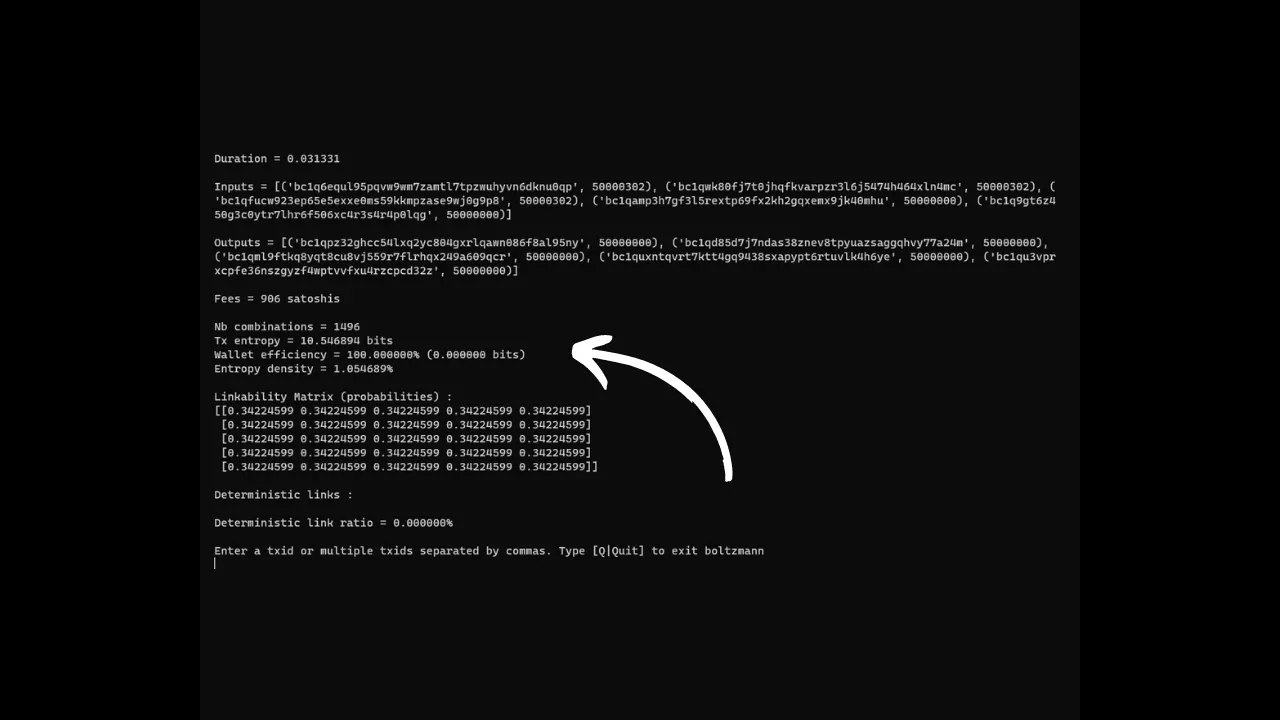 Duration = 0.031331
Inputs = [('bc1q6equl95pqvw9wm7zamtl7tpzwuhyvn6dknu0qp', 50000302), ('bc1qwk80fj7t0jhqfkvarpzr3l6j5474h464xln4mc', 50000302), (
'bc1qfucw923ep65e5exxe0ms59kkmpzase9wj0g9p8', 50000302), ('bc1qamp3h7gf3l5rextp69fx2kh2gqxemx9jk40mhu', 50000000), ('bc1q9gt6z4
50g3c0ytr7lhr6f506xc4r3s4r4p0lqg', 50000000)]
Outputs = [('bc1qpz32ghcc54lxq2yc804gxrlqawn086f8al95ny', 50000000), ('bc1qd85d7j7ndas38znev8tpyuazsaggqhvy77a24m', 50000000),
('bc1qml9ftkq8yqt8cu8vj559r7flrhqx249a609qcr', 50000000), ('bc1quxntqvrt7ktt4gq9438sxapypt6rtuvlk4h6ye', 50000000), ('bc1qu3vpr
xcpfe36nszgyzf4wptvvfxu4rzcpcd32z', 50000000)]
Fees = 906 satoshis
Nb combinations = 1496
Tx entropy = 10.546894 bits
Wallet efficiency = 100.000000% (0.000000 bits)
Entropy density = 1.054689%
Linkability Matrix (probabilities) :
[[0.34224599 0.34224599 0.34224599 0.34224599 0.34224599]
[0.34224599 0.34224599 0.34224599 0.34224599 0.34224599]
[0.34224599 0.34224599 0.34224599 0.34224599 0.34224599]
[0.34224599 0.34224599 0.34224599 0.34224599 0.34224599]
[0.34224599 0.34224599 0.34224599 0.34224599 0.34224599]]
Deterministic links :
Deterministic link ratio = 0.000000%
Enter a txid or multiple txids separated by commas. Type [Q|Quit] to exit boltzmann